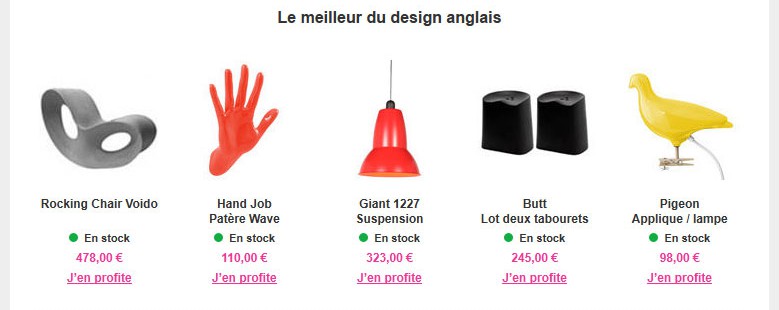 Le meilleur du design anglais
Rocking Chair Voido
En stock
478,00 €
J'en profite
Hand Job
Patère Wave
En stock
110,00 €
J'en profite
Giant 1227
Suspension
En stock
323,00 €
J'en profite
Butt
Lot deux tabourets
En stock
245,00 €
J'en profite
Pigeon
Applique / lampe
En stock
98,00 €
J'en profite